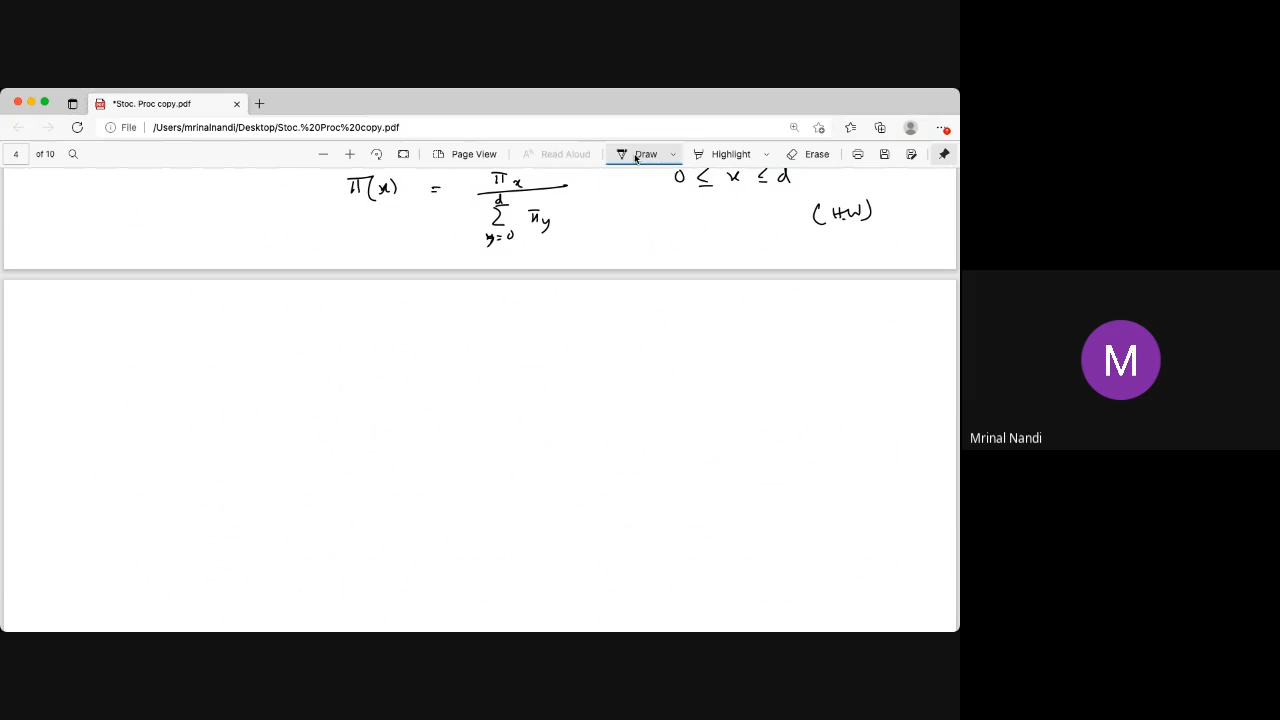 *Stoc. Proc copy.pdf
File /Users/mrinalnandi/Desktop/Stoc.%20Proc%20copy.pdf
4 of 10 Page View Read Aloud Draw Highlight Erase
π(x) = π_x / ∑_{y=0}^{d} π_y 0 ≤ x ≤ d
(H.W)
M
Mrinal Nandi